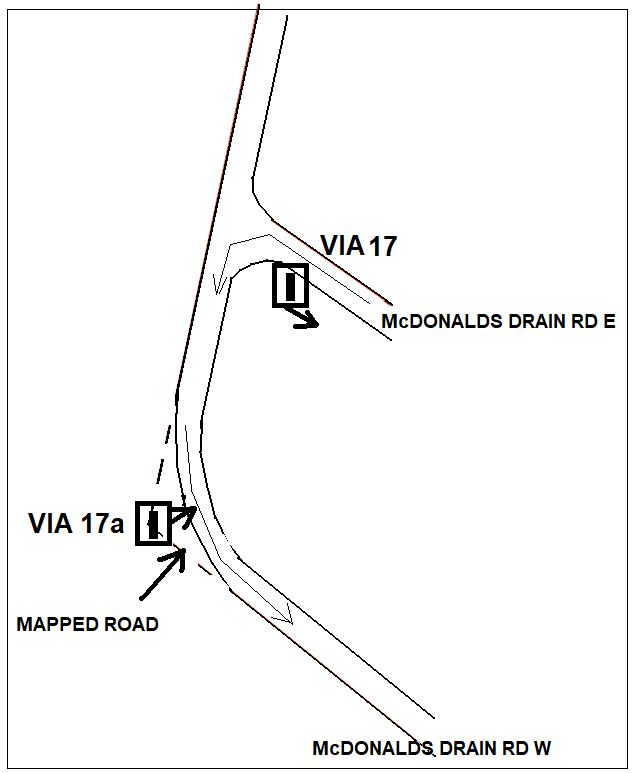 VIA 17
McDONALDS DRAIN RD E
VIA 17a
MAPPED ROAD
McDONALDS DRAIN RD W